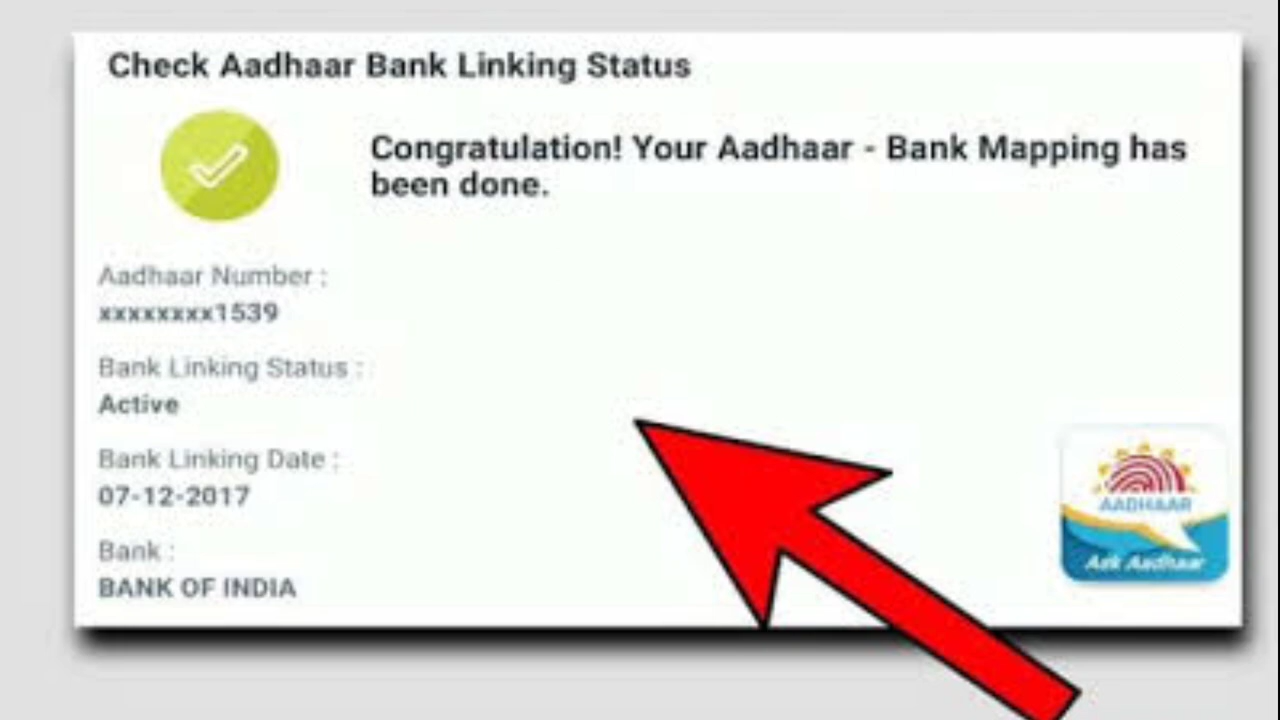 Check Aadhaar Bank Linking Status
Congratulation! Your Aadhaar - Bank Mapping has
been done.
Aadhaar Number :
xxxxxxxx1539
Bank Linking Status :
Active
Bank Linking Date :
07-12-2017
Bank :
BANK OF INDIA
AADHAAR
Ask Aadhaar